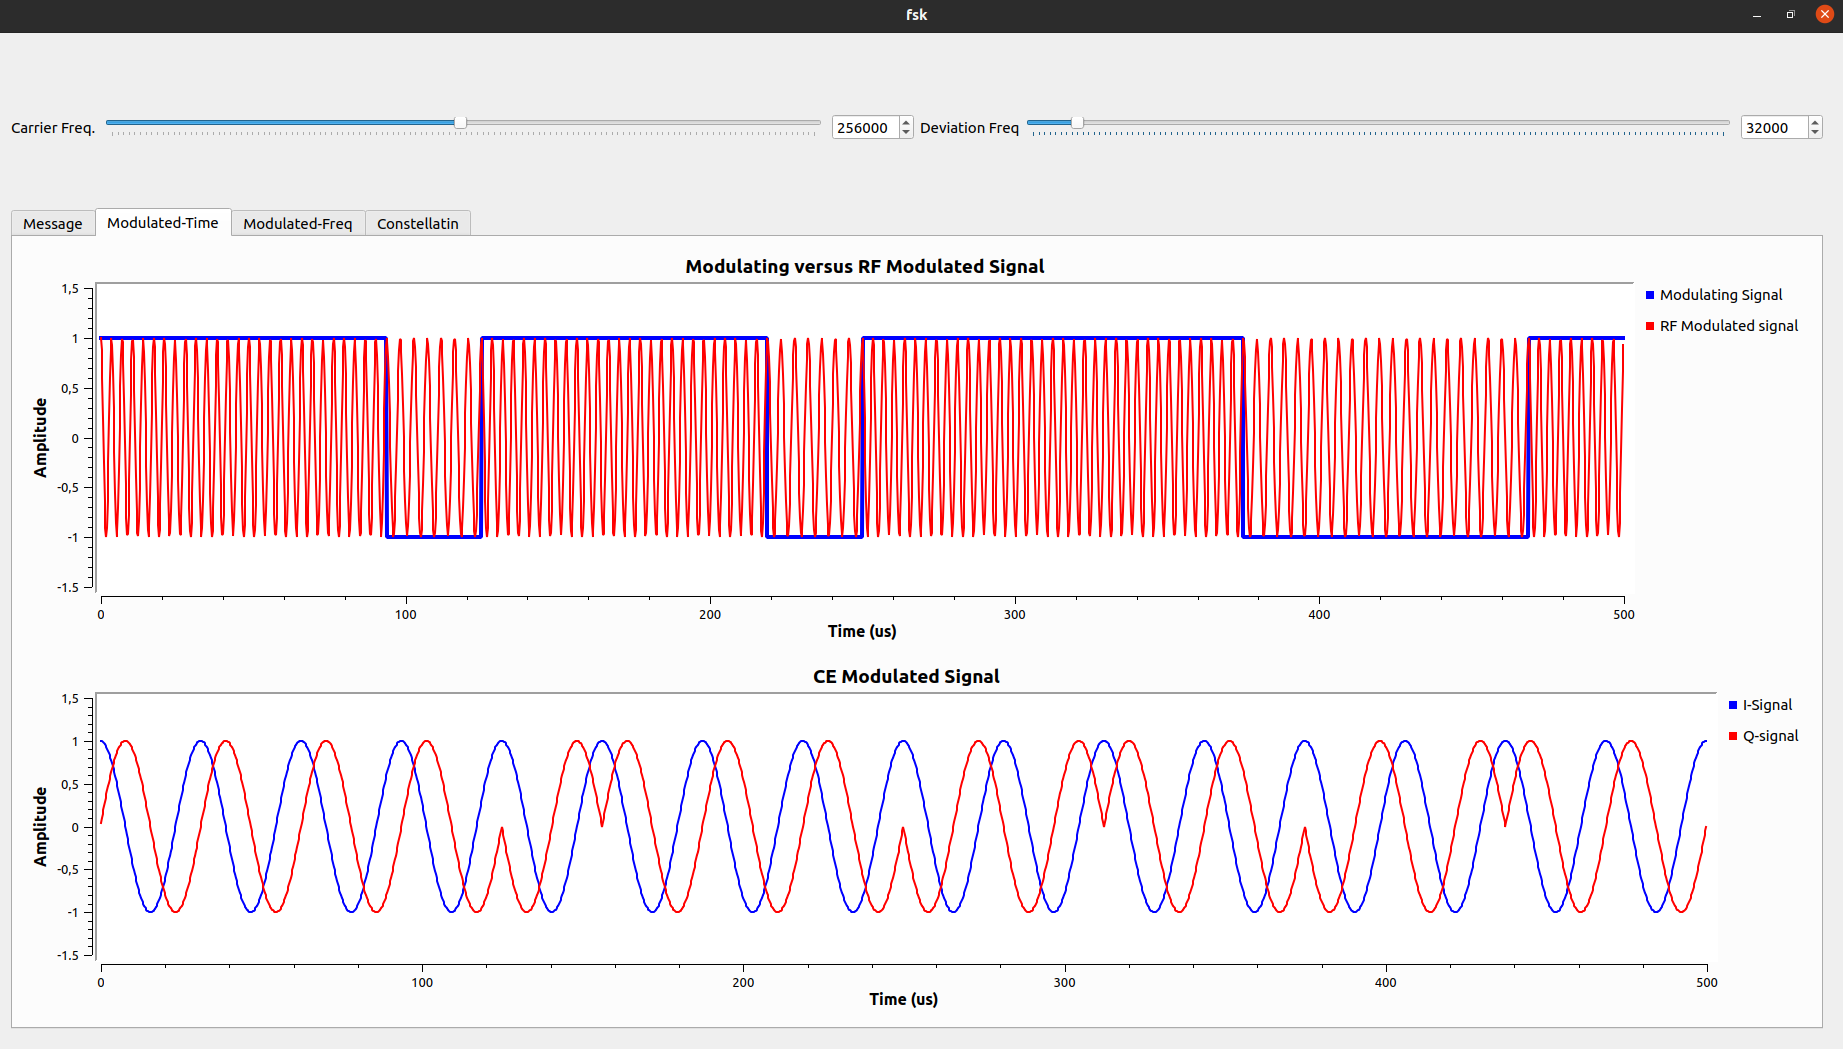 fsk
Carrier Freq. 256000 Deviation Freq 32000
Message Modulated-Time Modulated-Freq Constellatin
Modulating versus RF Modulated Signal
Modulating Signal
RF Modulated signal
Amplitude
1,5
1
0,5
0
-0,5
-1
-1.5
0 100 200 300 400 500
Time (us)
CE Modulated Signal
I-Signal
Q-signal
Amplitude
1,5
1
0,5
0
-0,5
-1
-1.5
0 100 200 300 400 500
Time (us)